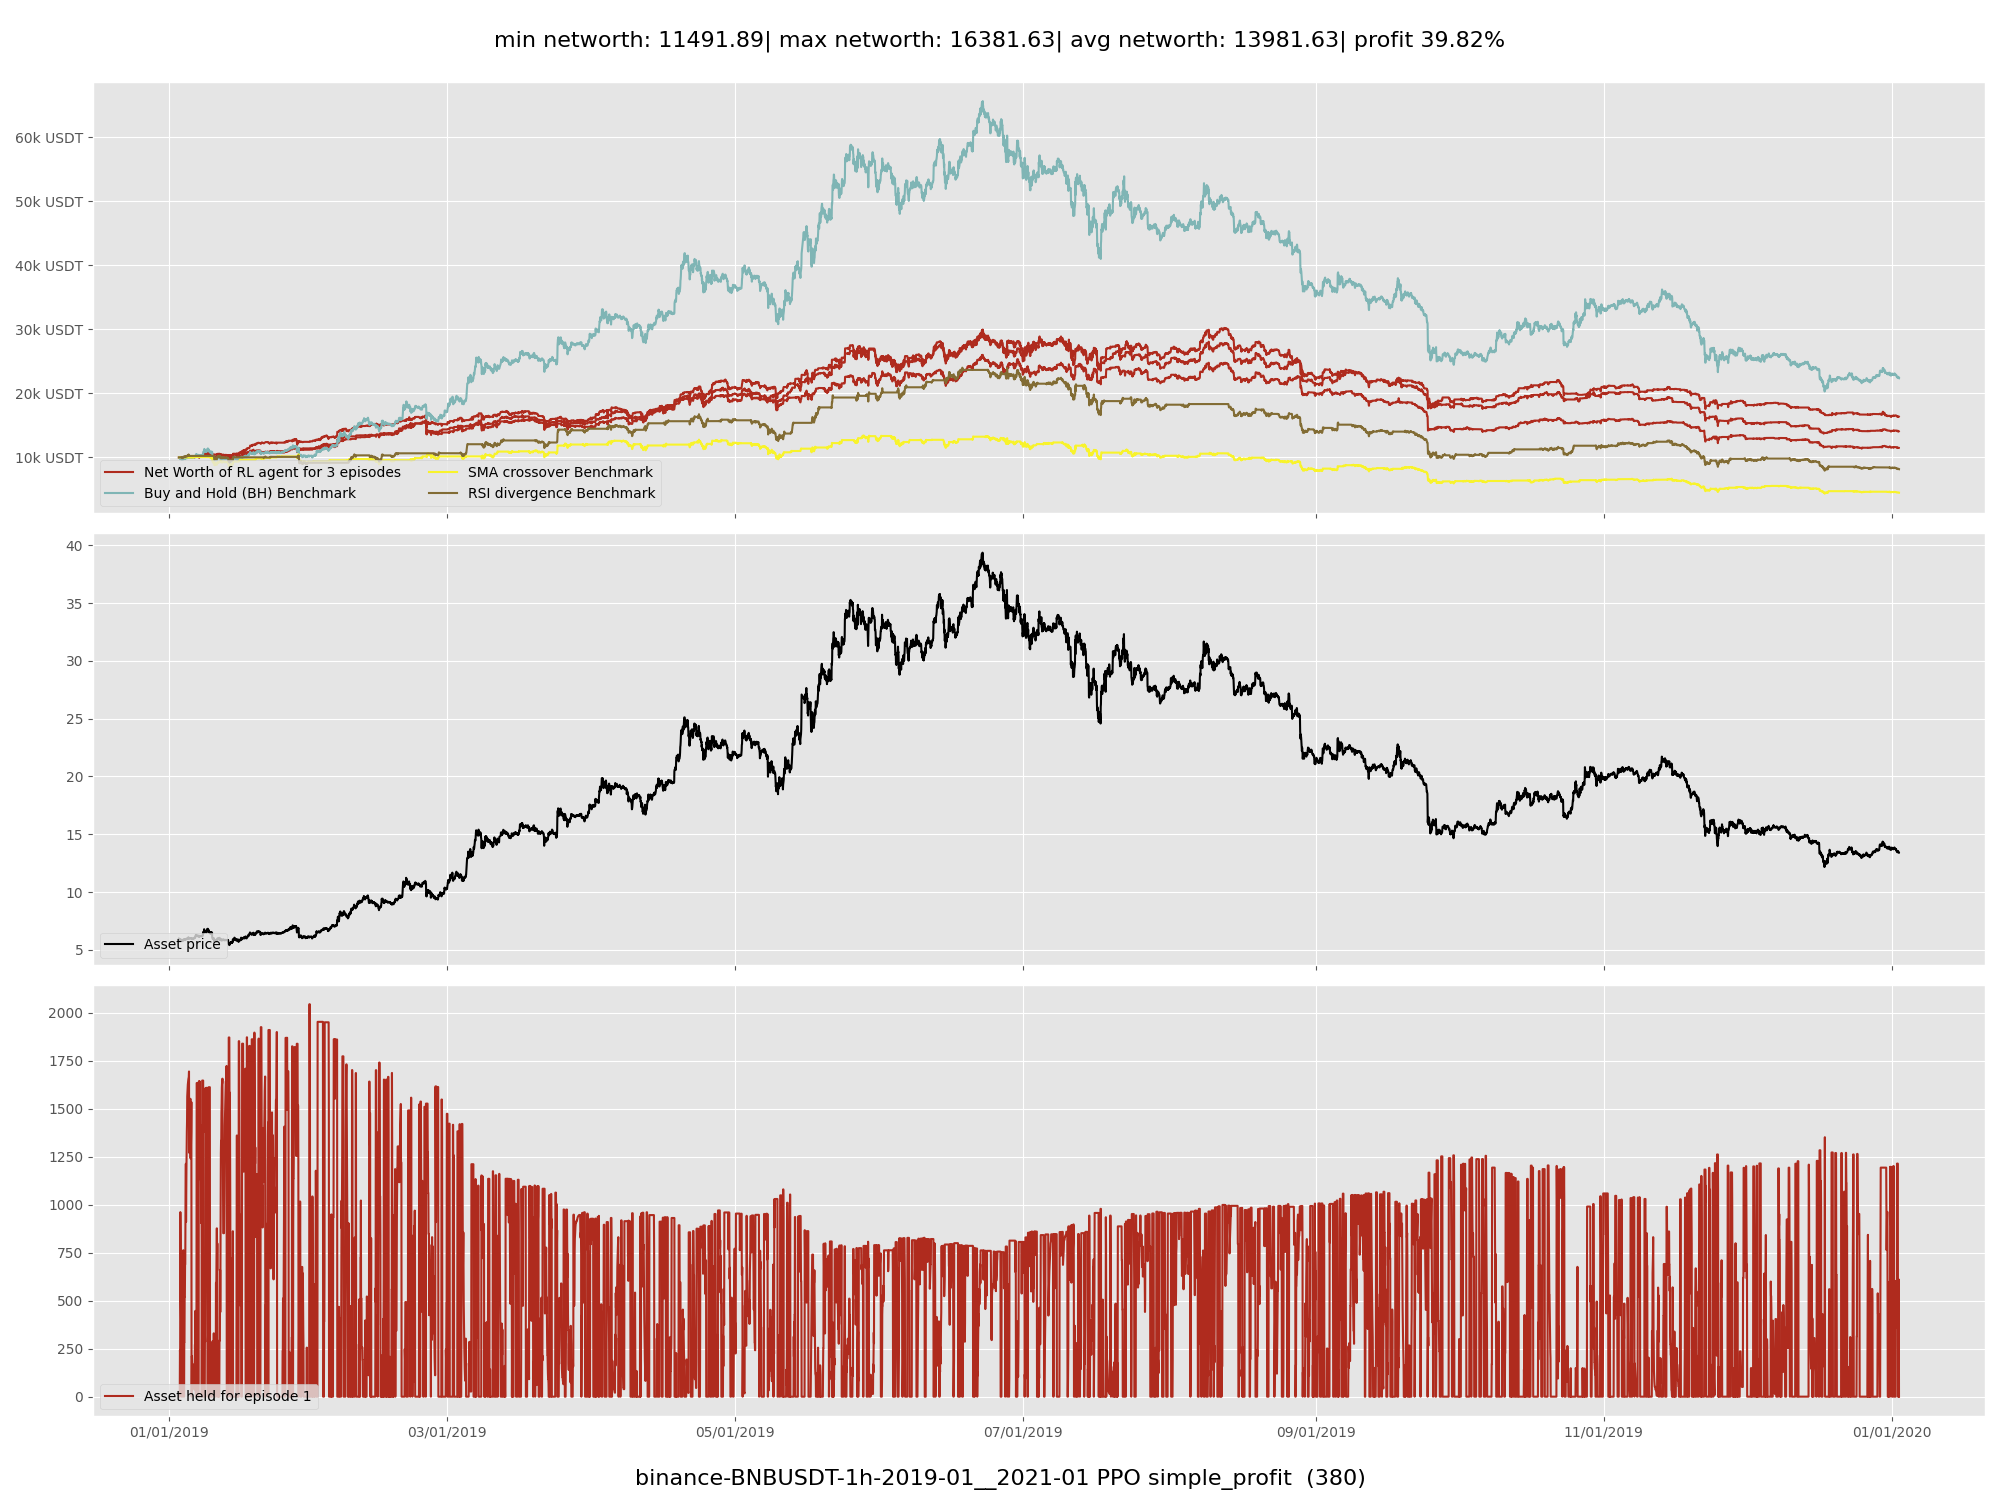 min networth: 11491.89| max networth: 16381.63| avg networth: 13981.63| profit 39.82%
60k USDT
50k USDT
40k USDT
30k USDT
20k USDT
10k USDT
Net Worth of RL agent for 3 episodes
Buy and Hold (BH) Benchmark
SMA crossover Benchmark
RSI divergence Benchmark
40
35
30
25
20
15
10
5
Asset price
2000
1750
1500
1250
1000
750
500
250
0
Asset held for episode 1
01/01/2019 03/01/2019 05/01/2019 07/01/2019 09/01/2019 11/01/2019 01/01/2020
binance-BNBUSDT-1h-2019-01__2021-01 PPO simple_profit (380)